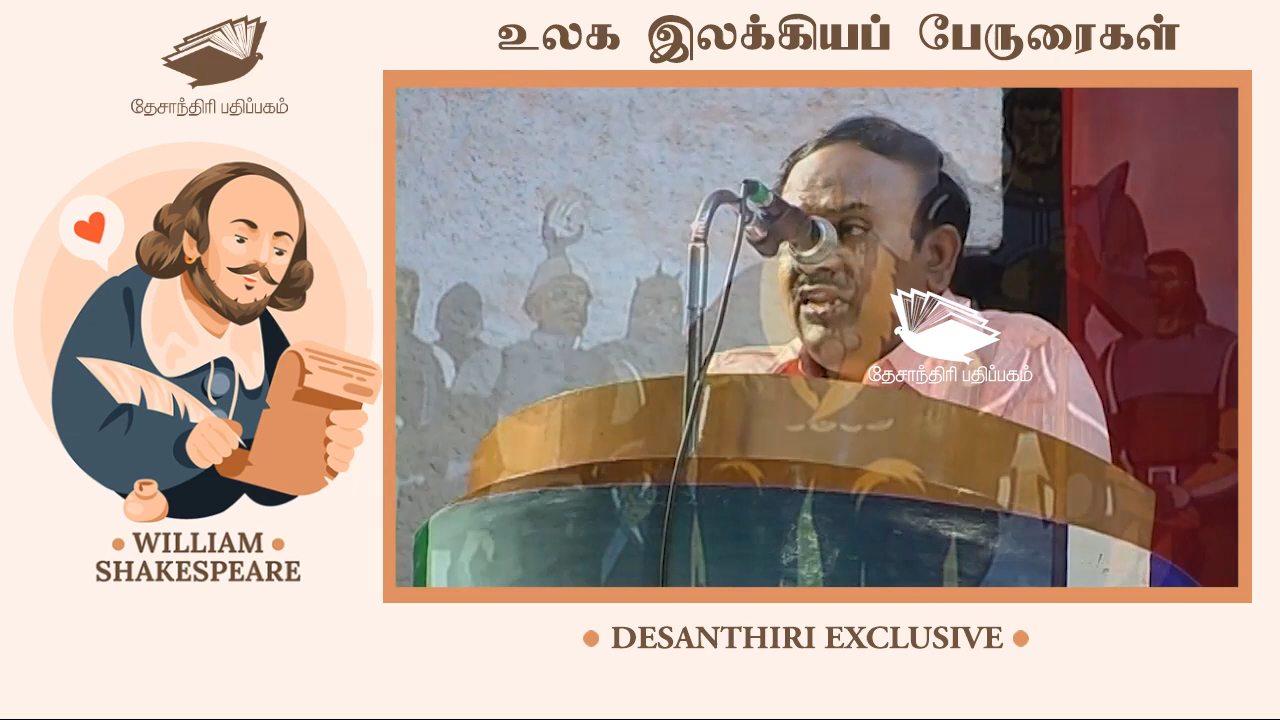 உலக இலக்கியப் பேருரைகள்
தேசாந்திரி பதிப்பகம்
தேசாந்திரி பதிப்பகம்
WILLIAM
SHAKESPEARE
DESANTHIRI EXCLUSIVE